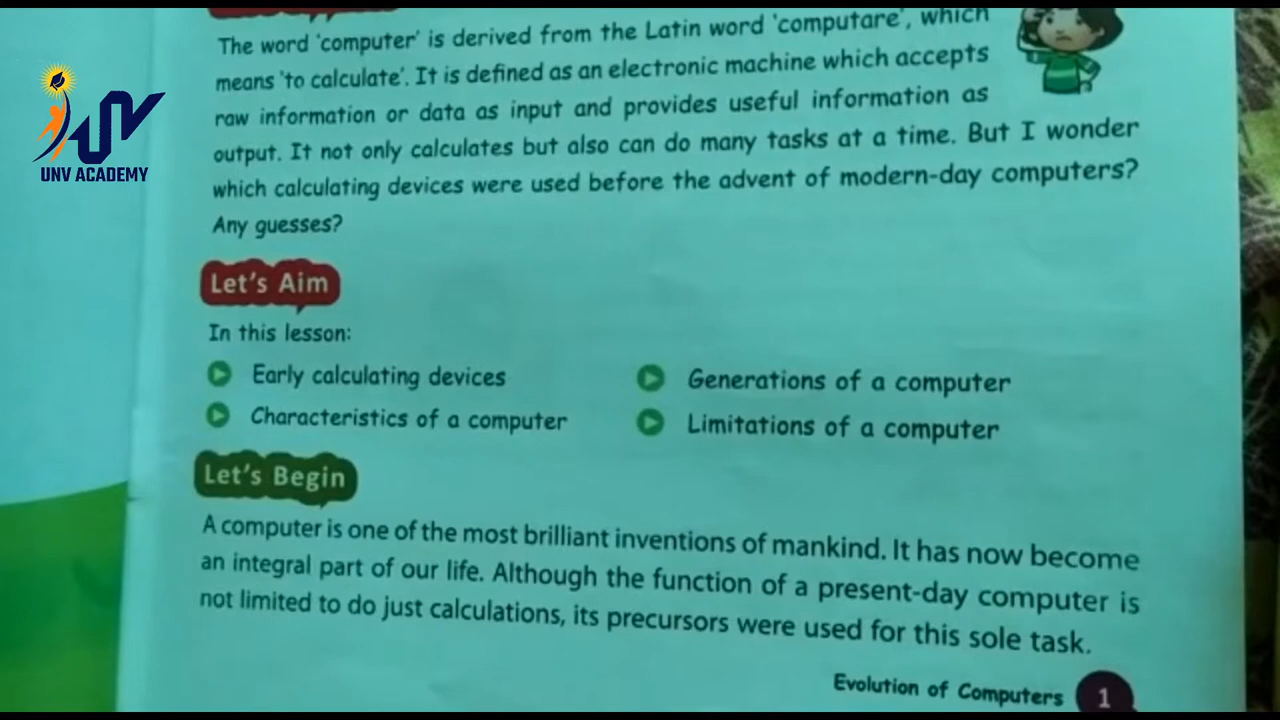 The word 'computer' is derived from the Latin word 'computare', which
means 'to calculate'. It is defined as an electronic machine which accepts
raw information or data as input and provides useful information as
output. It not only calculates but also can do many tasks at a time. But I wonder
which calculating devices were used before the advent of modern-day computers?
Any guesses?
UNV ACADEMY
Let's Aim
In this lesson:
Early calculating devices
Generations of a computer
Characteristics of a computer
Limitations of a computer
Let's Begin
A computer is one of the most brilliant inventions of mankind. It has now become
an integral part of our life. Although the function of a present-day computer is
not limited to do just calculations, its precursors were used for this sole task.
Evolution of Computers 1